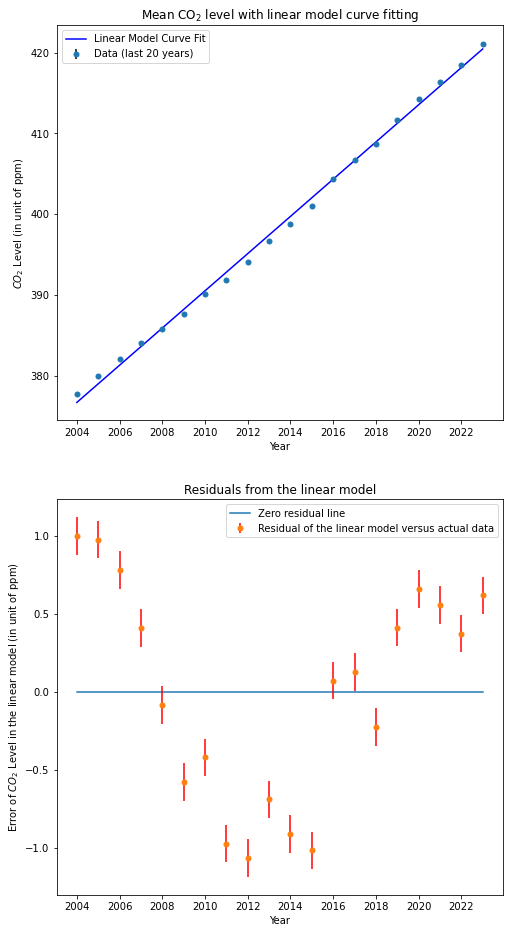 Mean CO₂ level with linear model curve fitting
Linear Model Curve Fit
Data (last 20 years)
CO₂ Level (in unit of ppm)
420
410
400
390
380
2004 2006 2008 2010 2012 2014 2016 2018 2020 2022
Year
Residuals from the linear model
Zero residual line
Residual of the linear model versus actual data
Error of CO₂ Level in the linear model (in unit of ppm)
1.0
0.5
0.0
−0.5
−1.0
2004 2006 2008 2010 2012 2014 2016 2018 2020 2022
Year